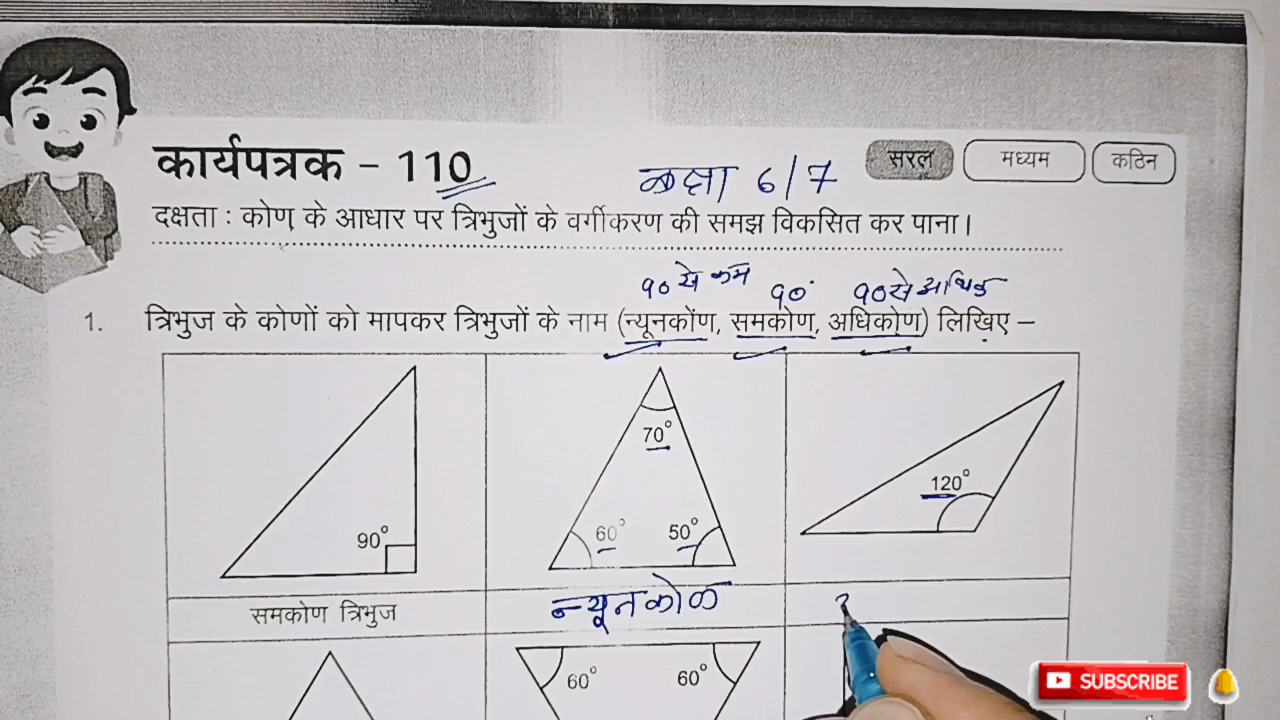 कार्यपत्रक – 110
कक्षा 6/7
सरल
मध्यम
कठिन
दक्षता : कोण के आधार पर त्रिभुजों के वर्गीकरण की समझ विकसित कर पाना।
90 से कम
90°
90 से अधिक
1. त्रिभुज के कोणों को मापकर त्रिभुजों के नाम (न्यूनकोण, समकोण, अधिकोण) लिखिए –
70°
120°
90°
60°
50°
समकोण त्रिभुज
न्यूनकोण
60°
60°
SUBSCRIBE